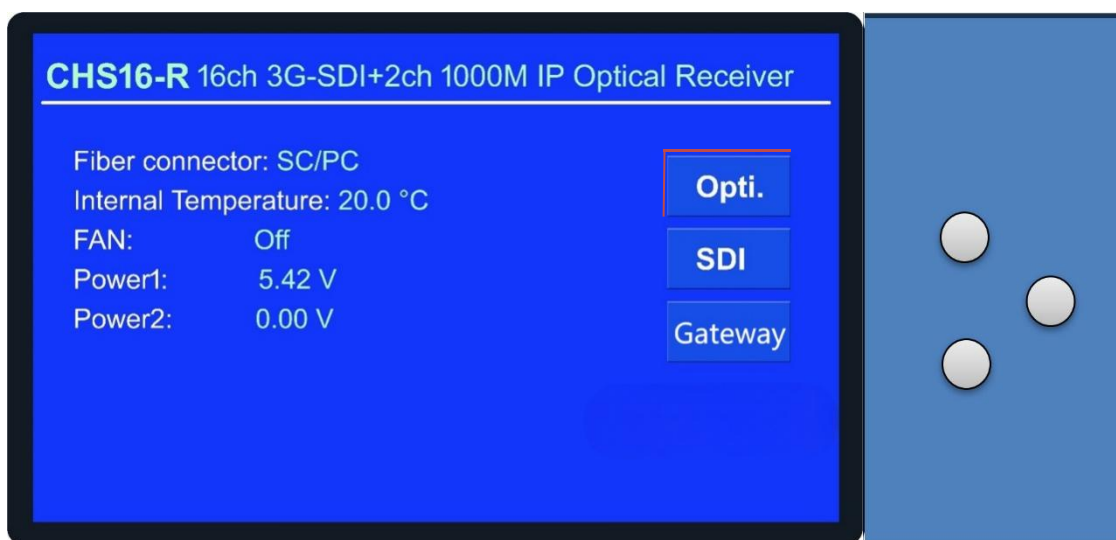 CHS16-R 16ch 3G-SDI+2ch 1000M IP Optical Receiver
Fiber connector: SC/PC
Internal Temperature: 20.0 °C
FAN: Off
Power1: 5.42 V
Power2: 0.00 V
Opti.
SDI
Gateway